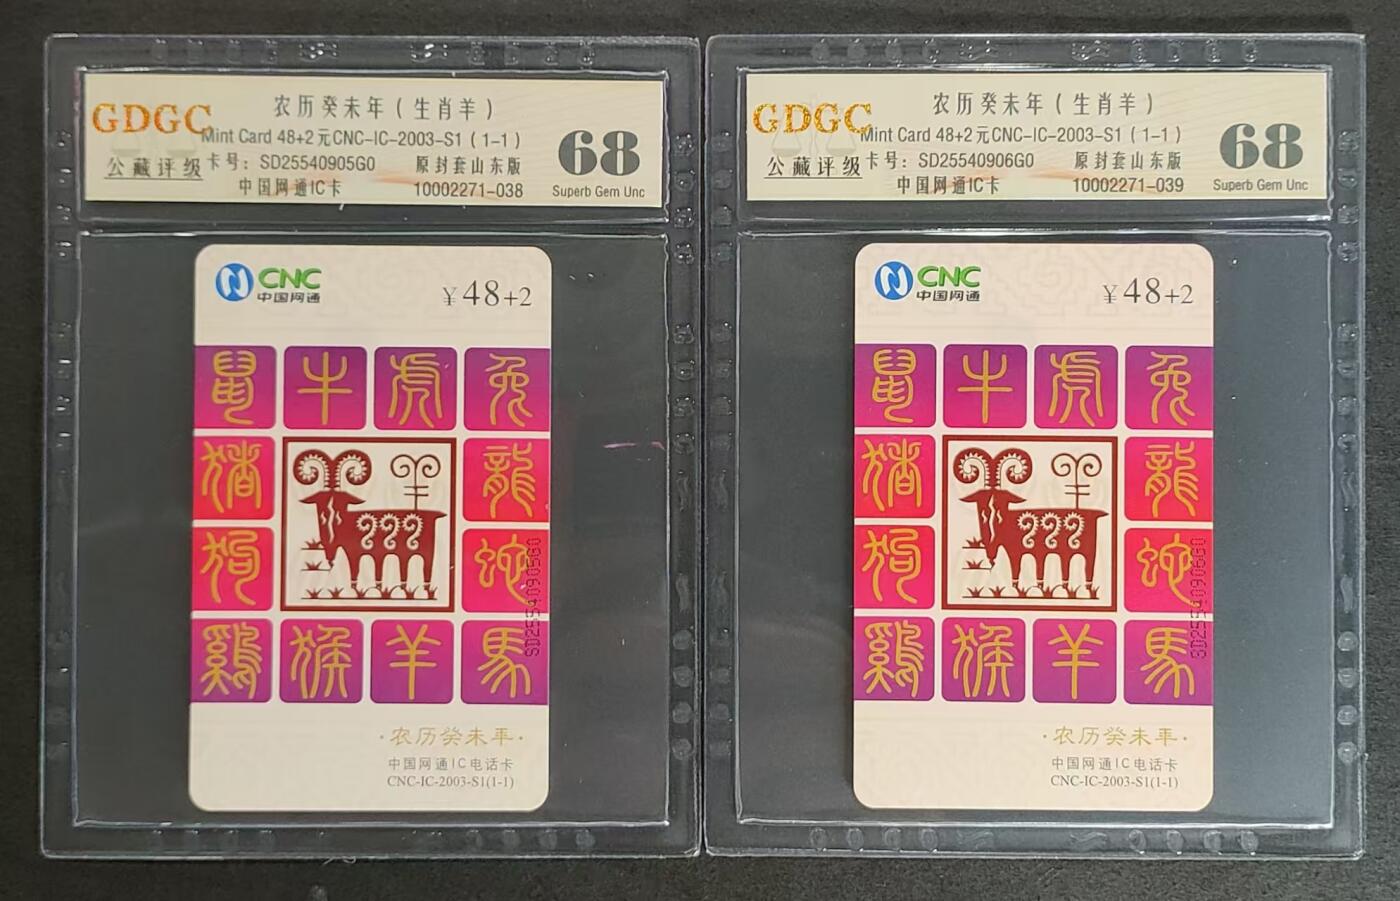 GDGC
公藏评级
农历癸未年(生肖羊)
Mint Card 48+2元CNC-IC-2003-S1(1-1)
卡号:SD25540905G0 原封套山东版
中国网通IC卡 10002271-038
68
Superb Gem Unc
CNC
中国网通
¥48+2
鼠 牛 虎 兔
猪 羊 龍
狗 蛇
鷄 猴 羊 馬
SD25540905G0
·农历癸未年·
中国网通IC电话卡
CNC-IC-2003-S1(1-1)
GDGC
公藏评级
农历癸未年(生肖羊)
Mint Card 48+2元CNC-IC-2003-S1(1-1)
卡号:SD25540906G0 原封套山东版
中国网通IC卡 10002271-039
68
Superb Gem Unc
CNC
中国网通
¥48+2
鼠 牛 虎 兔
猪 羊 龍
狗 蛇
鷄 猴 羊 馬
SD25540906G0
·农历癸未年·
中国网通IC电话卡
CNC-IC-2003-S1(1-1)